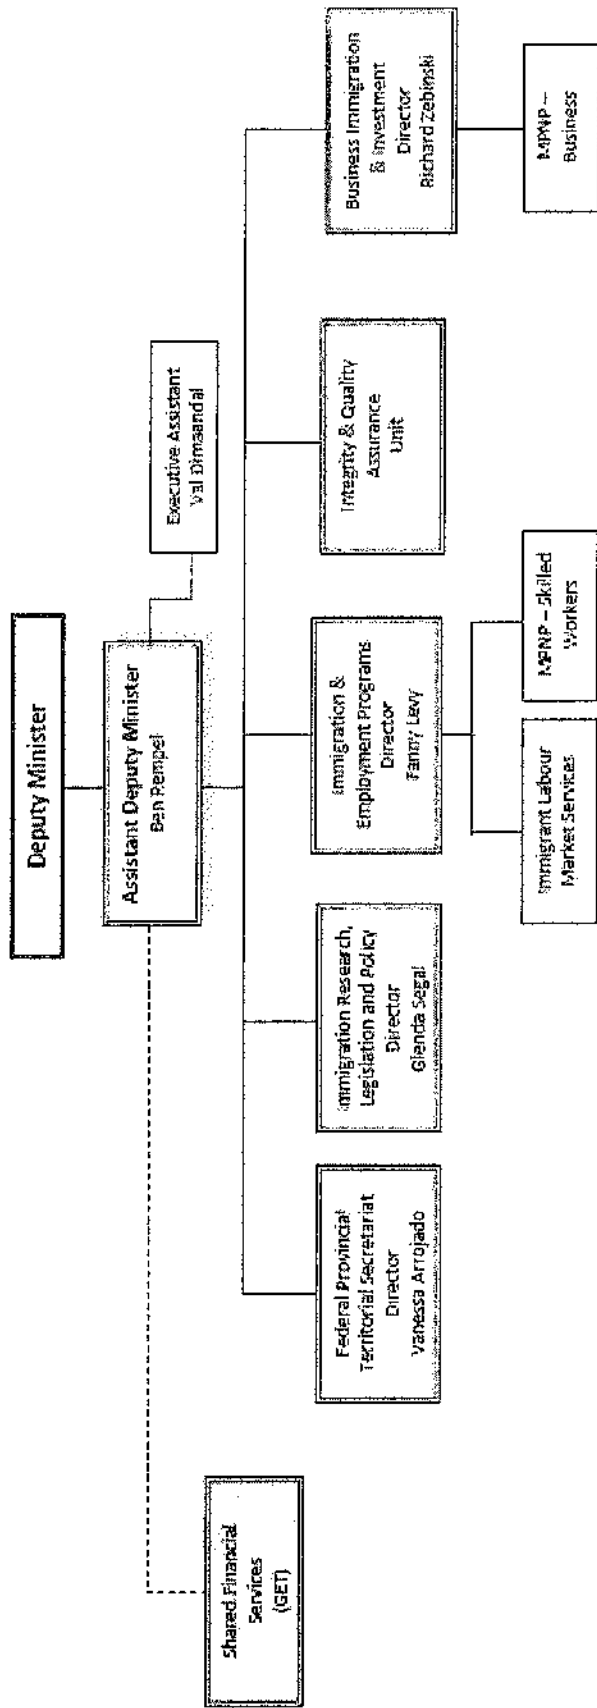 Deputy Minister
Assistant Deputy Minister
Ben Rempel
Executive Assistant
Val Dimaandal
Shared Financial
Services
(GET)
Federal Provincial
Territorial Secretariat
Director
Vanessa Arrojado
Immigration Research,
Legislation and Policy
Director
Glenda Segal
Immigration &
Employment Programs
Director
Fanny Levy
Integrity & Quality
Assurance
Unit
Business Immigration
& Investment
Director
Richard Zebinski
Immigrant Labour
Market Services
MPNP – Skilled
Workers
MPNP –
Business